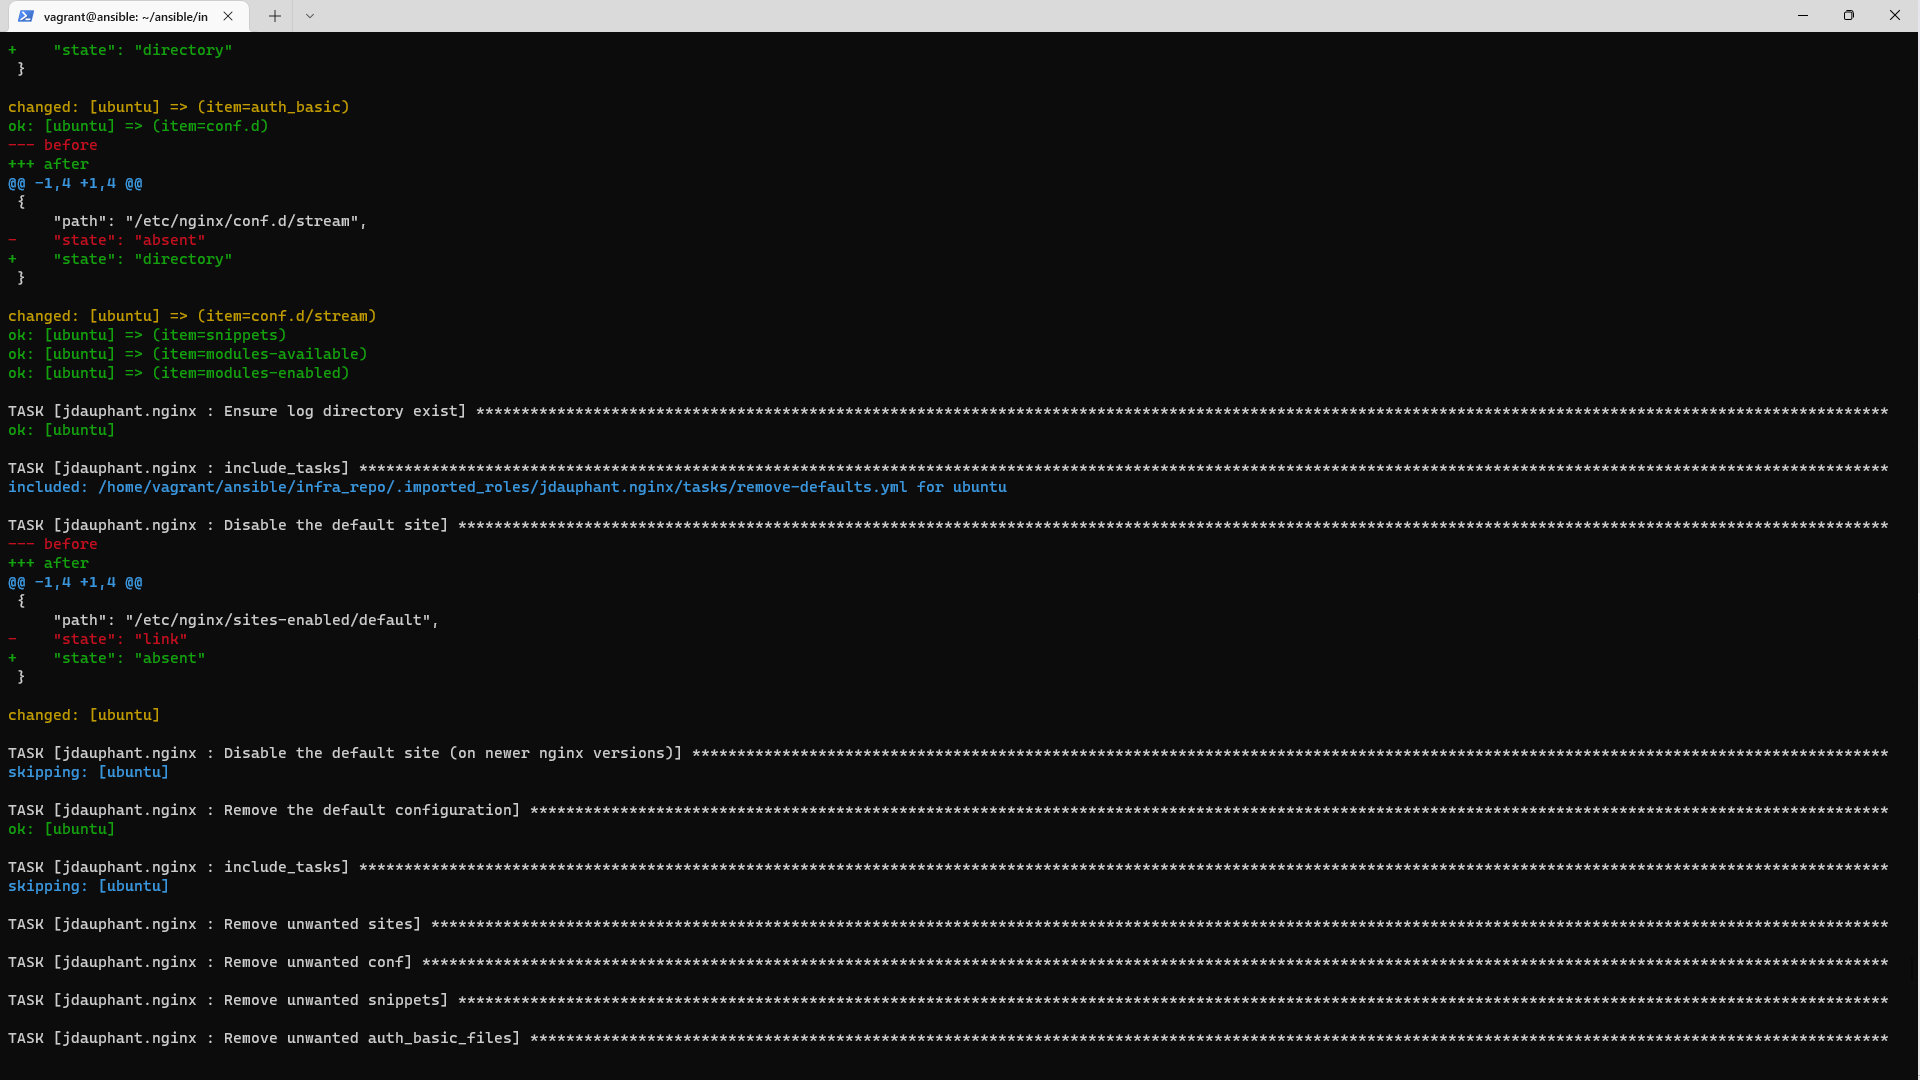 vagrant@ansible: ~/ansible/in
+    "state": "directory"
 }
changed: [ubuntu] => (item=auth_basic)
ok: [ubuntu] => (item=conf.d)
--- before
+++ after
@@ -1,4 +1,4 @@
 {
     "path": "/etc/nginx/conf.d/stream",
-    "state": "absent"
+    "state": "directory"
 }
changed: [ubuntu] => (item=conf.d/stream)
ok: [ubuntu] => (item=snippets)
ok: [ubuntu] => (item=modules-available)
ok: [ubuntu] => (item=modules-enabled)
TASK [jdauphant.nginx : Ensure log directory exist] *************************************************************************************************************************************************************
ok: [ubuntu]
TASK [jdauphant.nginx : include_tasks] **************************************************************************************************************************************************************************
included: /home/vagrant/ansible/infra_repo/.imported_roles/jdauphant.nginx/tasks/remove-defaults.yml for ubuntu
TASK [jdauphant.nginx : Disable the default site] ***************************************************************************************************************************************************************
--- before
+++ after
@@ -1,4 +1,4 @@
 {
     "path": "/etc/nginx/sites-enabled/default",
-    "state": "link"
+    "state": "absent"
 }
changed: [ubuntu]
TASK [jdauphant.nginx : Disable the default site (on newer nginx versions)] *************************************************************************************************************************************
skipping: [ubuntu]
TASK [jdauphant.nginx : Remove the default configuration] *******************************************************************************************************************************************************
ok: [ubuntu]
TASK [jdauphant.nginx : include_tasks] **************************************************************************************************************************************************************************
skipping: [ubuntu]
TASK [jdauphant.nginx : Remove unwanted sites] ******************************************************************************************************************************************************************
TASK [jdauphant.nginx : Remove unwanted conf] *******************************************************************************************************************************************************************
TASK [jdauphant.nginx : Remove unwanted snippets] ***************************************************************************************************************************************************************
TASK [jdauphant.nginx : Remove unwanted auth_basic_files] *******************************************************************************************************************************************************